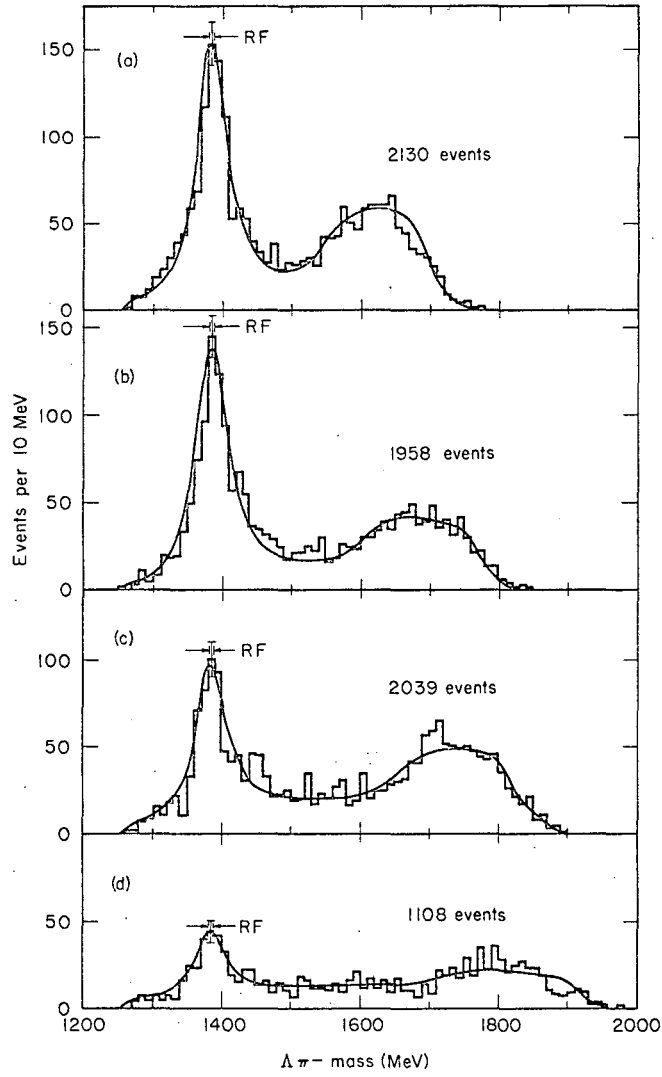 150
(a)
RF
2130 events
100
50
0
150
(b)
RF
1958 events
100
50
0
(c)
RF
2039 events
100
50
0
(d)
RF
1108 events
50
0
1200 1400 1600 1800 2000
Λπ− mass (MeV)
Events per 10 MeV